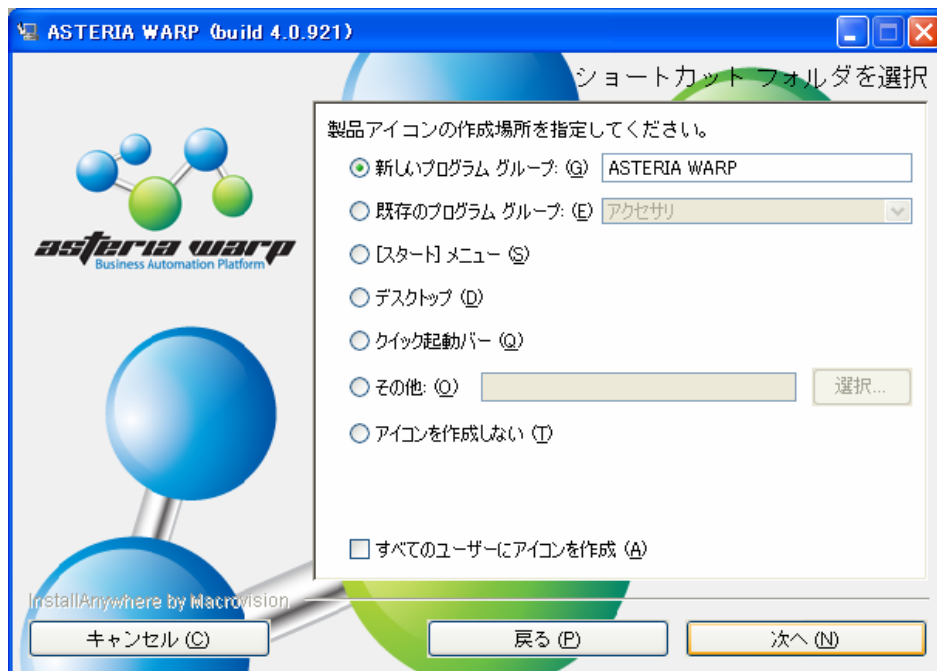 ASTERIA WARP (build 4.0.921)
ショートカット フォルダを選択
製品アイコンの作成場所を指定してください。
新しいプログラム グループ: (G) ASTERIA WARP
既存のプログラム グループ: (E) アクセサリ
[スタート] メニュー (S)
デスクトップ (D)
クイック起動バー (Q)
その他: (O) 選択...
アイコンを作成しない (T)
すべてのユーザーにアイコンを作成 (A)
asteria warp
Business Automation Platform
InstallAnywhere by Macrovision
キャンセル (C) 戻る (P) 次へ (N)